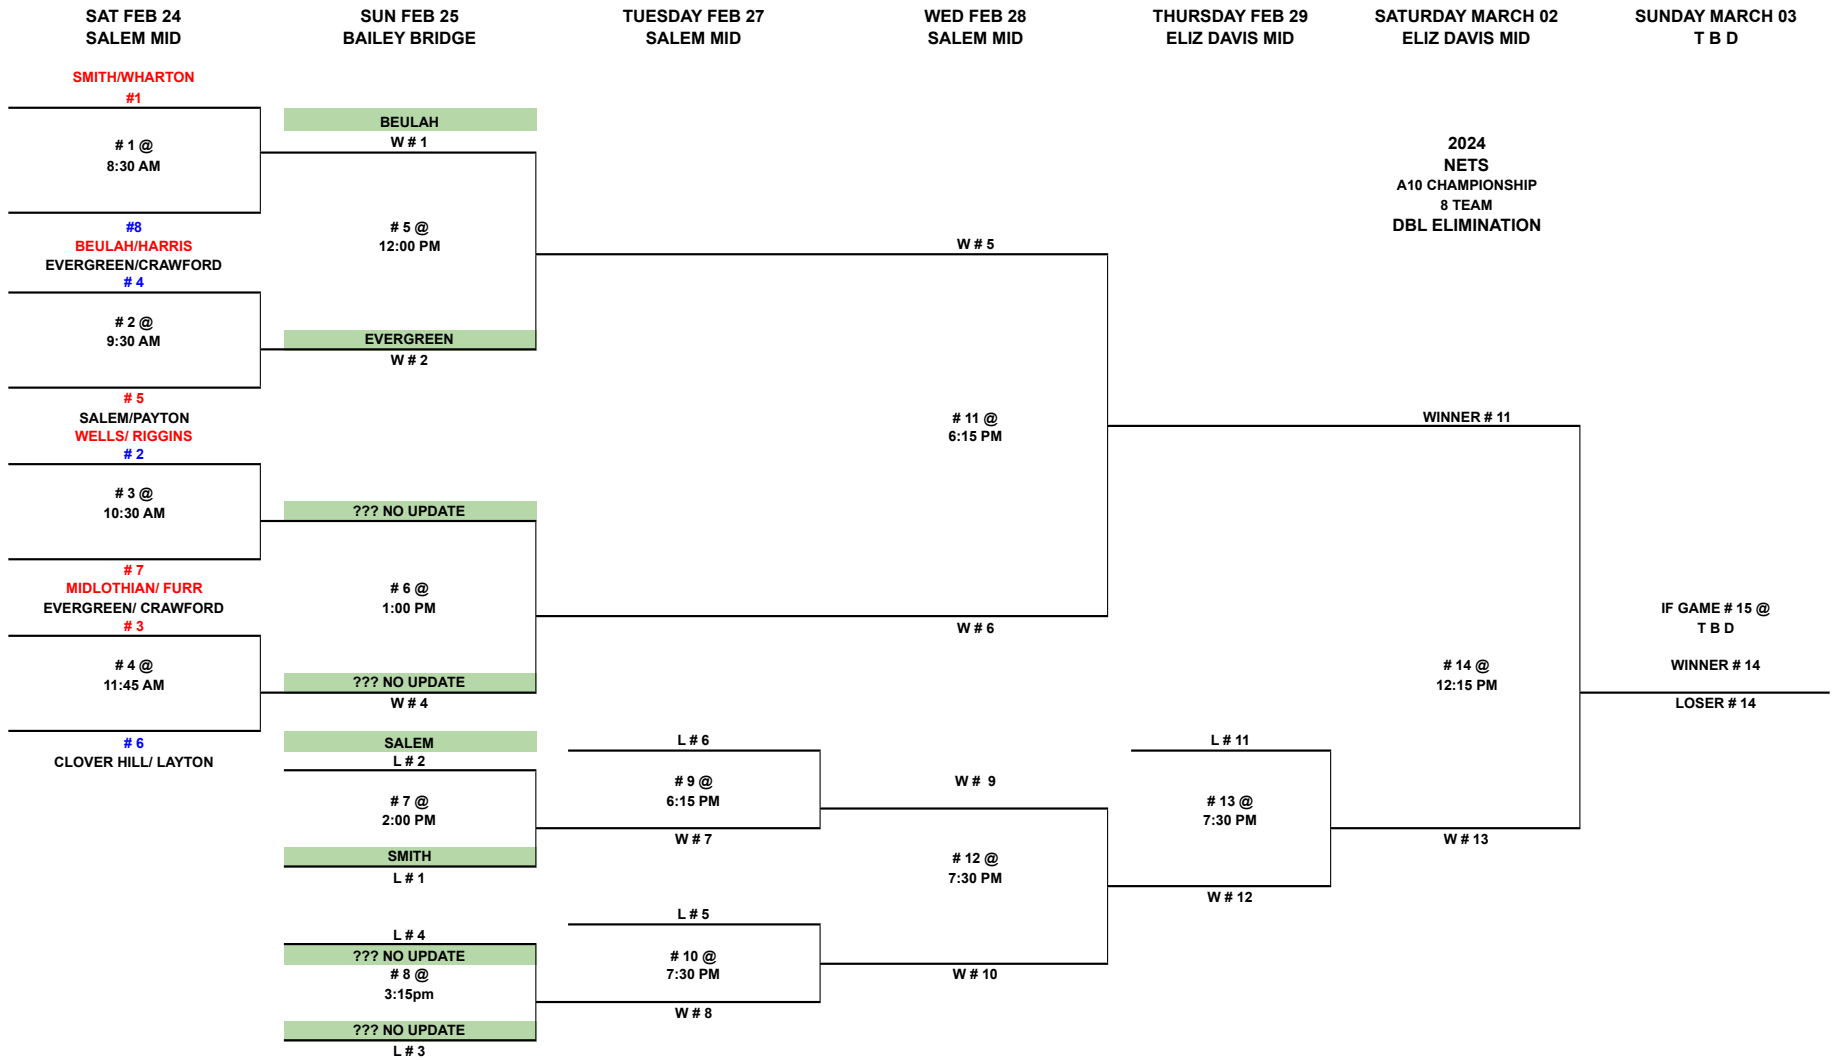 SAT FEB 24
SALEM MID
SUN FEB 25
BAILEY BRIDGE
TUESDAY FEB 27
SALEM MID
WED FEB 28
SALEM MID
THURSDAY FEB 29
ELIZ DAVIS MID
SATURDAY MARCH 02
ELIZ DAVIS MID
SUNDAY MARCH 03
T B D
SMITH/WHARTON
#1
# 1 @
8:30 AM
#8
BEULAH/HARRIS
EVERGREEN/CRAWFORD
# 4
# 2 @
9:30 AM
# 5
SALEM/PAYTON
WELLS/ RIGGINS
# 2
# 3 @
10:30 AM
# 7
MIDLOTHIAN/ FURR
EVERGREEN/ CRAWFORD
# 3
# 4 @
11:45 AM
# 6
CLOVER HILL/ LAYTON
BEULAH
W # 1
# 5 @
12:00 PM
EVERGREEN
W # 2
??? NO UPDATE
# 6 @
1:00 PM
??? NO UPDATE
W # 4
SALEM
L # 2
# 7 @
2:00 PM
SMITH
L # 1
L # 4
??? NO UPDATE
# 8 @
3:15pm
??? NO UPDATE
L # 3
L # 6
# 9 @
6:15 PM
W # 7
L # 5
# 10 @
7:30 PM
W # 8
W # 5
# 11 @
6:15 PM
W # 6
W #  9
# 12 @
7:30 PM
W # 10
L # 11
# 13 @
7:30 PM
W # 12
2024
NETS
A10 CHAMPIONSHIP
8 TEAM
DBL ELIMINATION
WINNER # 11
# 14 @
12:15 PM
W # 13
IF GAME # 15 @
T B D
WINNER # 14
LOSER # 14